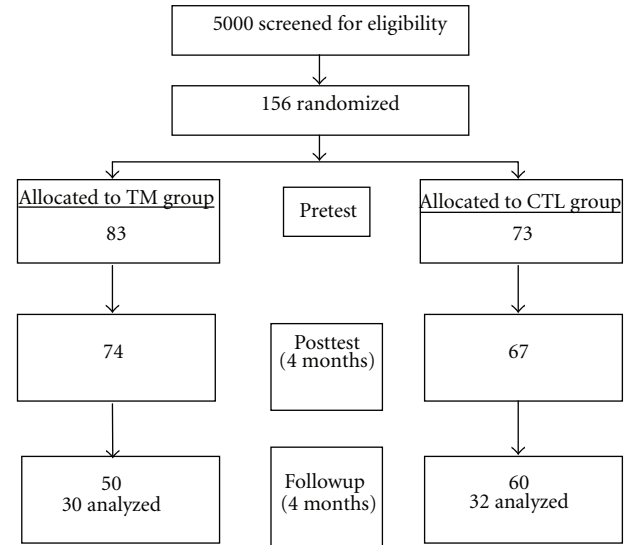 5000 screened for eligibility
156 randomized
Allocated to TM group
83
Pretest
Allocated to CTL group
73
74
Posttest
(4 months)
67
50
30 analyzed
Followup
(4 months)
60
32 analyzed